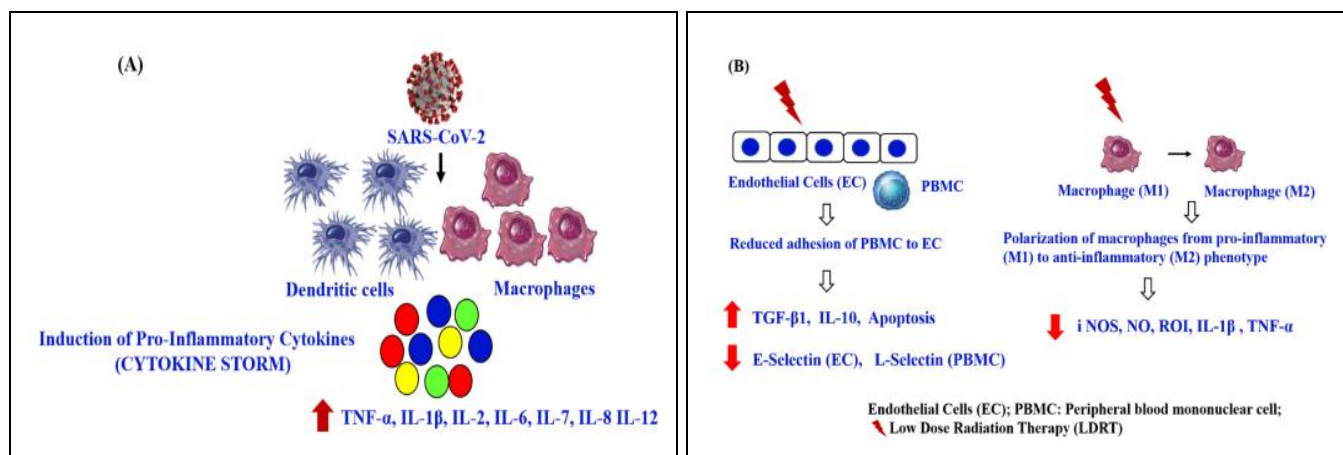 (A)
SARS-CoV-2
Dendritic cells
Macrophages
Induction of Pro-Inflammatory Cytokines
(CYTOKINE STORM)
TNF-α, IL-1β, IL-2, IL-6, IL-7, IL-8 IL-12
(B)
Endothelial Cells (EC)
PBMC
Reduced adhesion of PBMC to EC
TGF-β1, IL-10, Apoptosis
E-Selectin (EC), L-Selectin (PBMC)
Macrophage (M1)
Macrophage (M2)
Polarization of macrophages from pro-inflammatory
(M1) to anti-inflammatory (M2) phenotype
i NOS, NO, ROI, IL-1β , TNF-α
Endothelial Cells (EC); PBMC: Peripheral blood mononuclear cell;
Low Dose Radiation Therapy (LDRT)